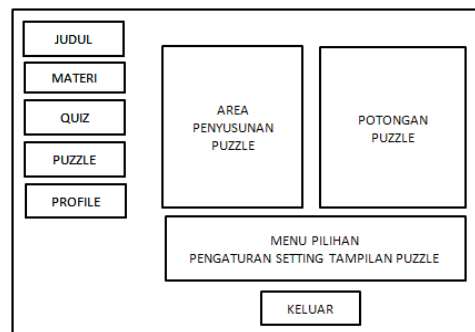 JUDUL
MATERI
QUIZ
PUZZLE
PROFILE
AREA
PENYUSUNAN
PUZZLE
POTONGAN
PUZZLE
MENU PILIHAN
PENGATURAN SETTING TAMPILAN PUZZLE
KELUAR